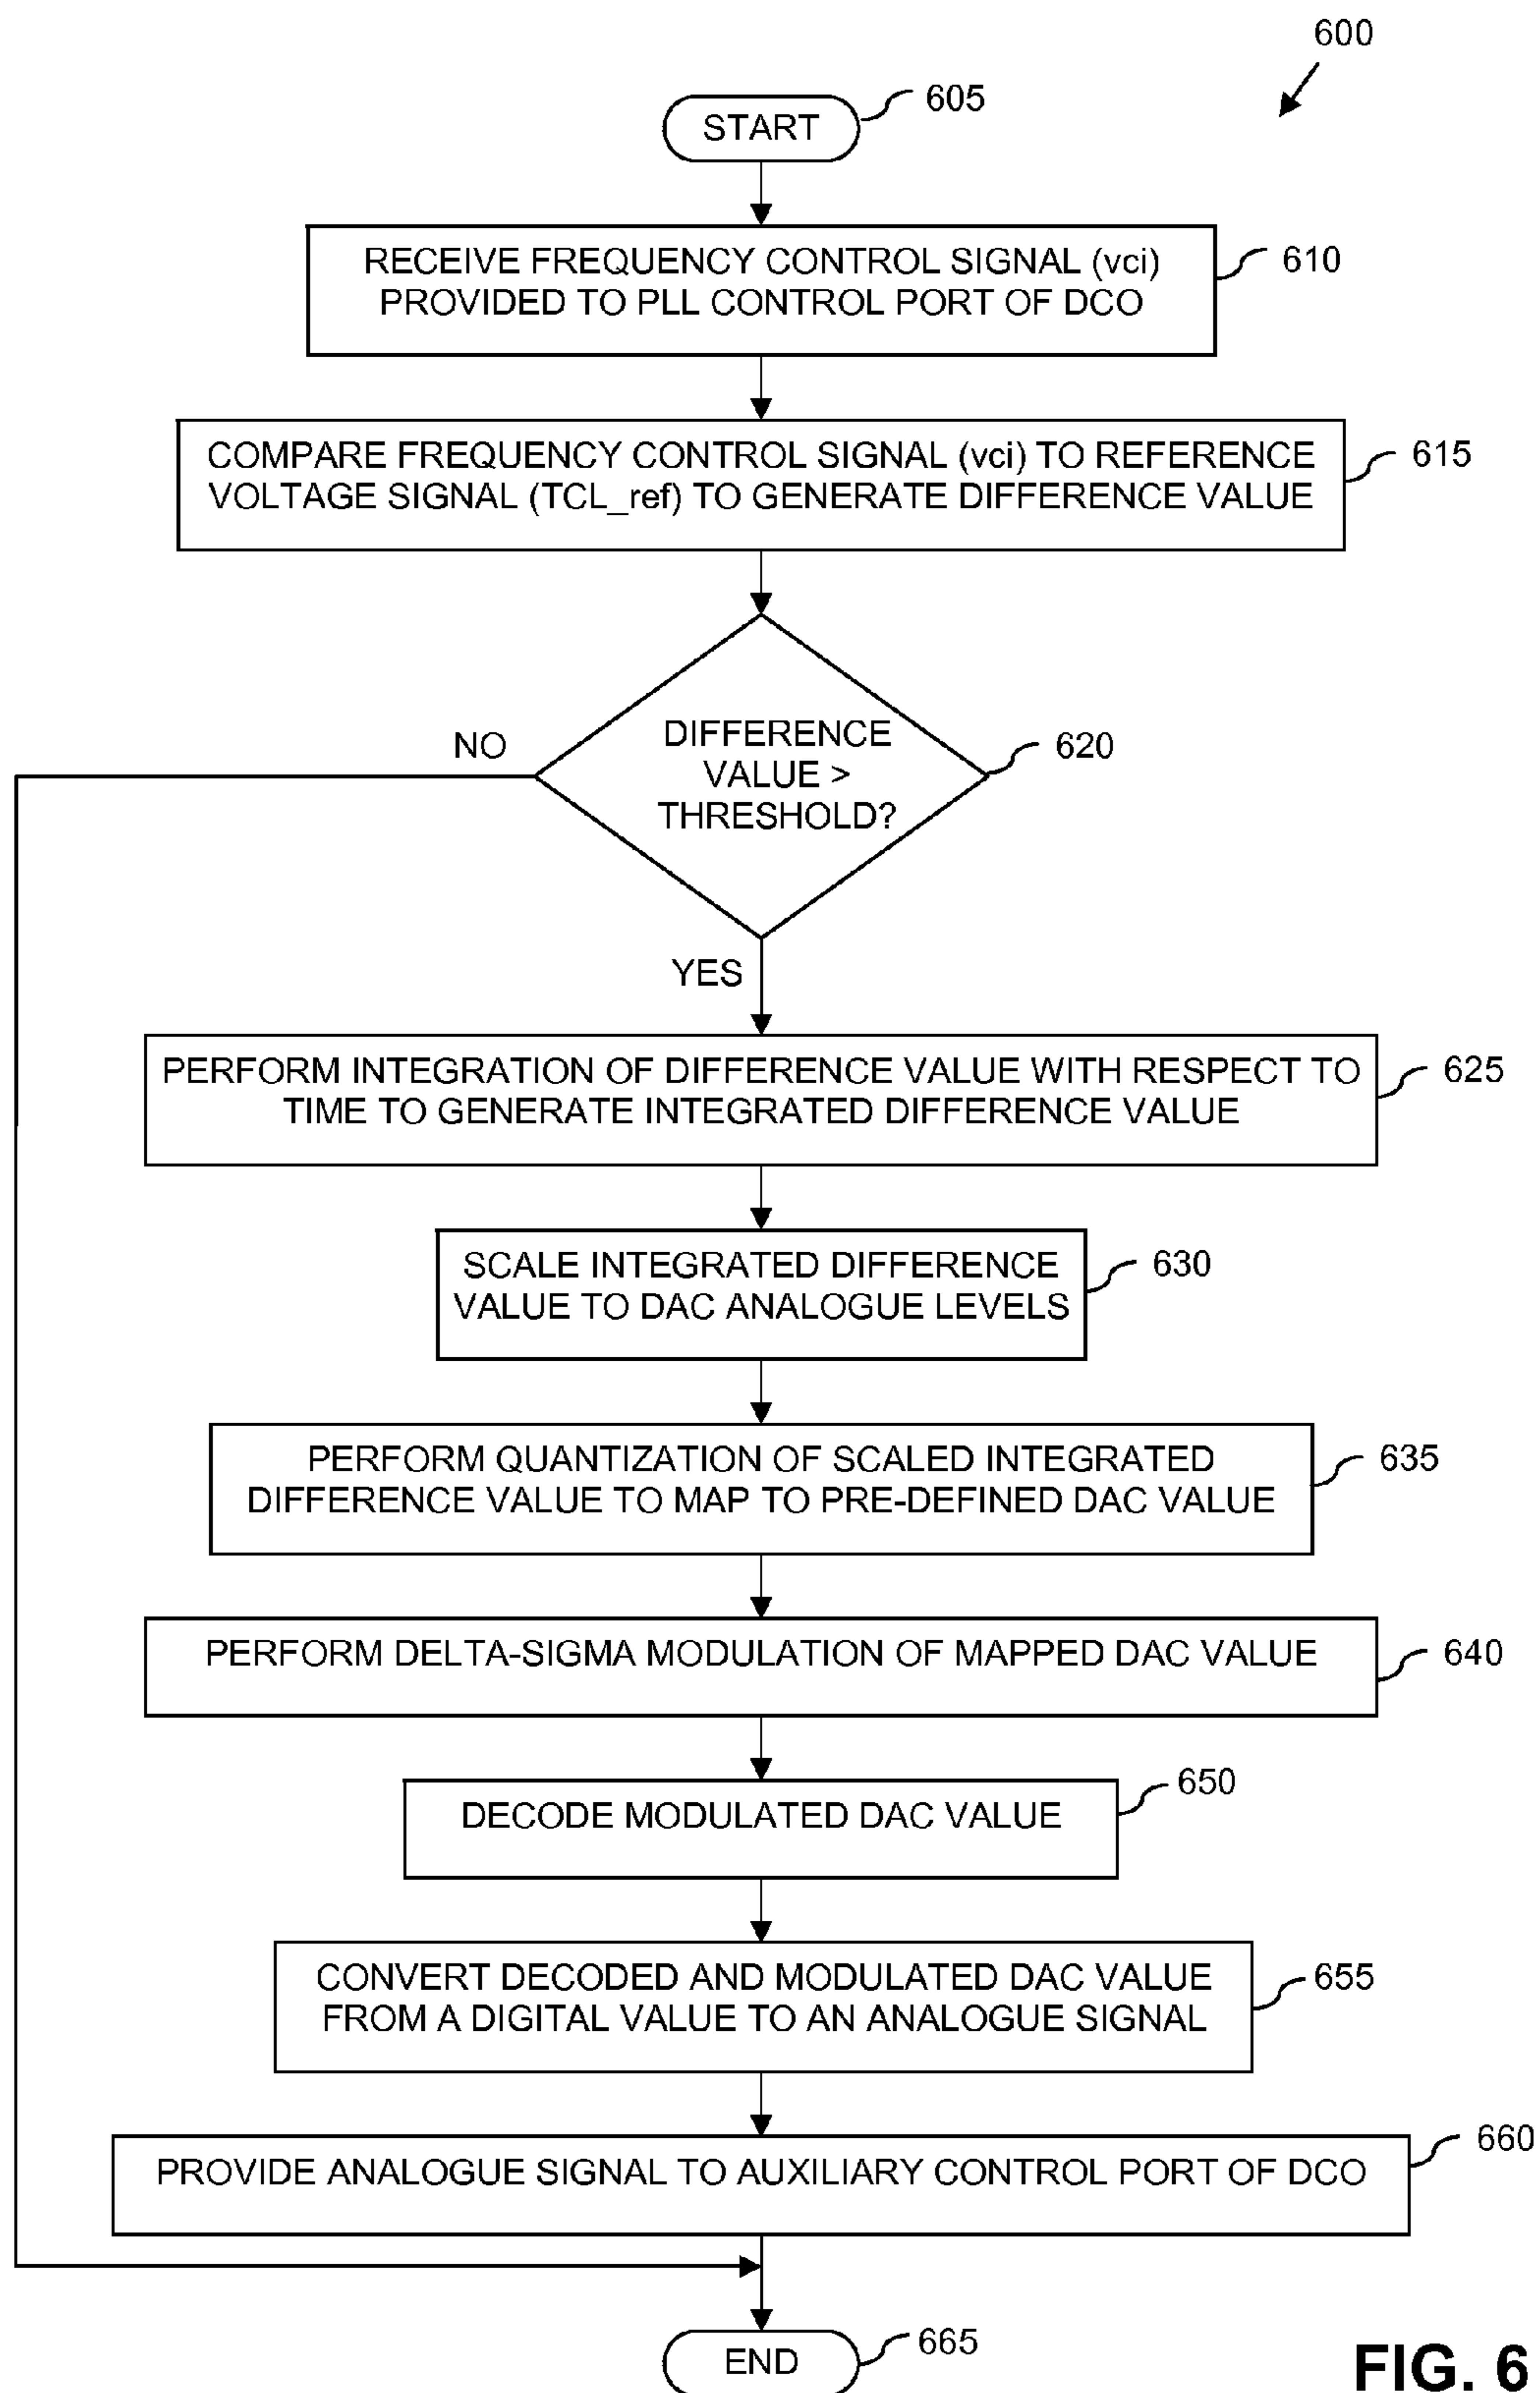 600
START
605
RECEIVE FREQUENCY CONTROL SIGNAL (vci)
PROVIDED TO PLL CONTROL PORT OF DCO
610
COMPARE FREQUENCY CONTROL SIGNAL (vci) TO REFERENCE
VOLTAGE SIGNAL (TCL_ref) TO GENERATE DIFFERENCE VALUE
615
DIFFERENCE
VALUE >
THRESHOLD?
620
NO
YES
PERFORM INTEGRATION OF DIFFERENCE VALUE WITH RESPECT TO
TIME TO GENERATE INTEGRATED DIFFERENCE VALUE
625
SCALE INTEGRATED DIFFERENCE
VALUE TO DAC ANALOGUE LEVELS
630
PERFORM QUANTIZATION OF SCALED INTEGRATED
DIFFERENCE VALUE TO MAP TO PRE-DEFINED DAC VALUE
635
PERFORM DELTA-SIGMA MODULATION OF MAPPED DAC VALUE
640
DECODE MODULATED DAC VALUE
650
CONVERT DECODED AND MODULATED DAC VALUE
FROM A DIGITAL VALUE TO AN ANALOGUE SIGNAL
655
PROVIDE ANALOGUE SIGNAL TO AUXILIARY CONTROL PORT OF DCO
660
END
665
FIG. 6